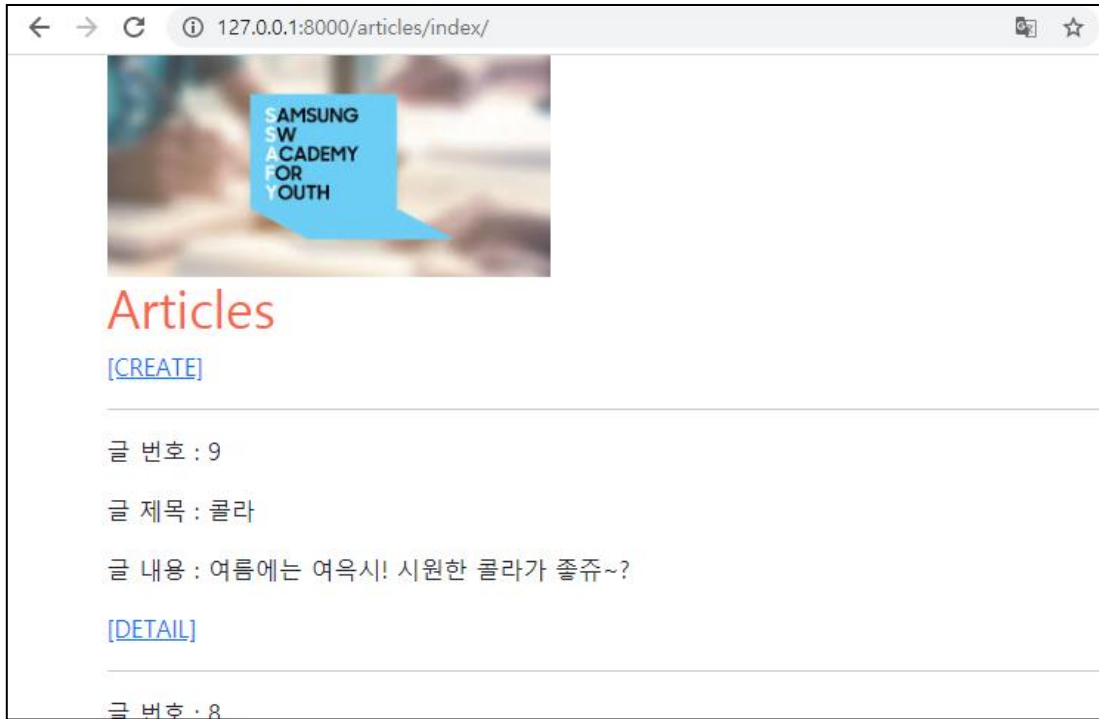 127.0.0.1:8000/articles/index/
SAMSUNG
SW
ACADEMY
FOR
YOUTH
Articles
[CREATE]
글 번호 : 9
글 제목 : 콜라
글 내용 : 여름에는 여윽시! 시원한 콜라가 좋쥬~?
[DETAIL]
글 번호 : 8